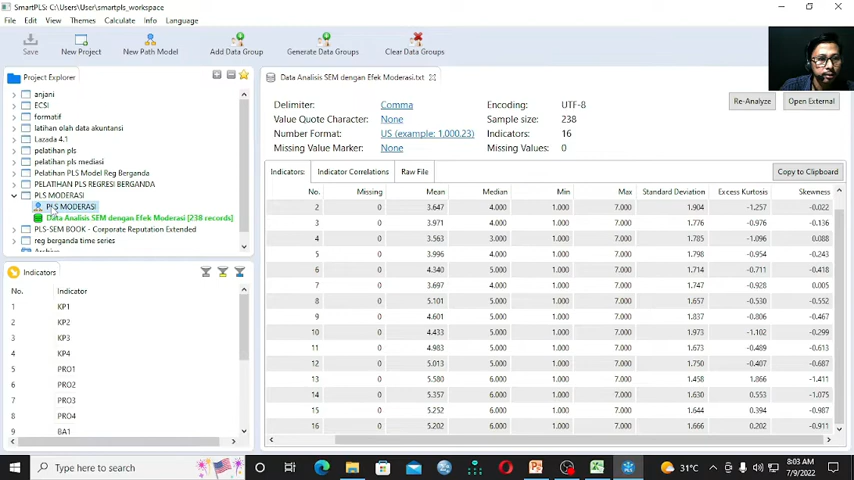 SmartPLS: C:\Users\User\smartpls_workspace
File Edit View Themes Calculate Info Language
Save New Project New Path Model Add Data Group Generate Data Groups Clear Data Groups
Project Explorer
anjani
ECSI
formatif
latihan olah data akuntansi
Lazada 4.1
pelatihan pls
pelatihan pls mediasi
Pelatihan PLS Model Reg Berganda
PELATIHAN PLS REGRESI BERGANDA
PLS MODERASI
PLS MODERASI
Data Analisis SEM dengan Efek Moderasi [238 records]
PLS-SEM BOOK - Corporate Reputation Extended
reg berganda time series
Archive
Indicators
No. Indicator
1 KP1
2 KP2
3 KP3
4 KP4
5 PRO1
6 PRO2
7 PRO3
8 PRO4
9 BA1
Data Analisis SEM dengan Efek Moderasi.txt
Delimiter: Comma Encoding: UTF-8
Value Quote Character: None Sample size: 238
Number Format: US (example: 1,000.23) Indicators: 16
Missing Value Marker: None Missing Values: 0
Re-Analyze Open External
Indicators: Indicator Correlations Raw File Copy to Clipboard
No. Missing Mean Median Min Max Standard Deviation Excess Kurtosis Skewness
2 0 3.647 4.000 1.000 7.000 1.904 -1.257 -0.022
3 0 3.971 4.000 1.000 7.000 1.776 -0.976 -0.136
4 0 3.563 3.000 1.000 7.000 1.785 -1.096 0.088
5 0 3.996 4.000 1.000 7.000 1.798 -0.954 -0.243
6 0 4.340 5.000 1.000 7.000 1.714 -0.711 -0.418
7 0 3.697 4.000 1.000 7.000 1.747 -0.928 0.005
8 0 5.101 5.000 1.000 7.000 1.657 -0.530 -0.552
9 0 4.601 5.000 1.000 7.000 1.837 -0.806 -0.467
10 0 4.433 5.000 1.000 7.000 1.973 -1.102 -0.299
11 0 4.983 5.000 1.000 7.000 1.673 -0.489 -0.613
12 0 5.013 5.000 1.000 7.000 1.750 -0.407 -0.687
13 0 5.580 6.000 1.000 7.000 1.458 1.866 -1.411
14 0 5.357 6.000 1.000 7.000 1.630 0.553 -1.075
15 0 5.252 6.000 1.000 7.000 1.644 0.394 -0.987
16 0 5.202 6.000 1.000 7.000 1.666 0.202 -0.911
Type here to search
31°C
8:03 AM
7/9/2022